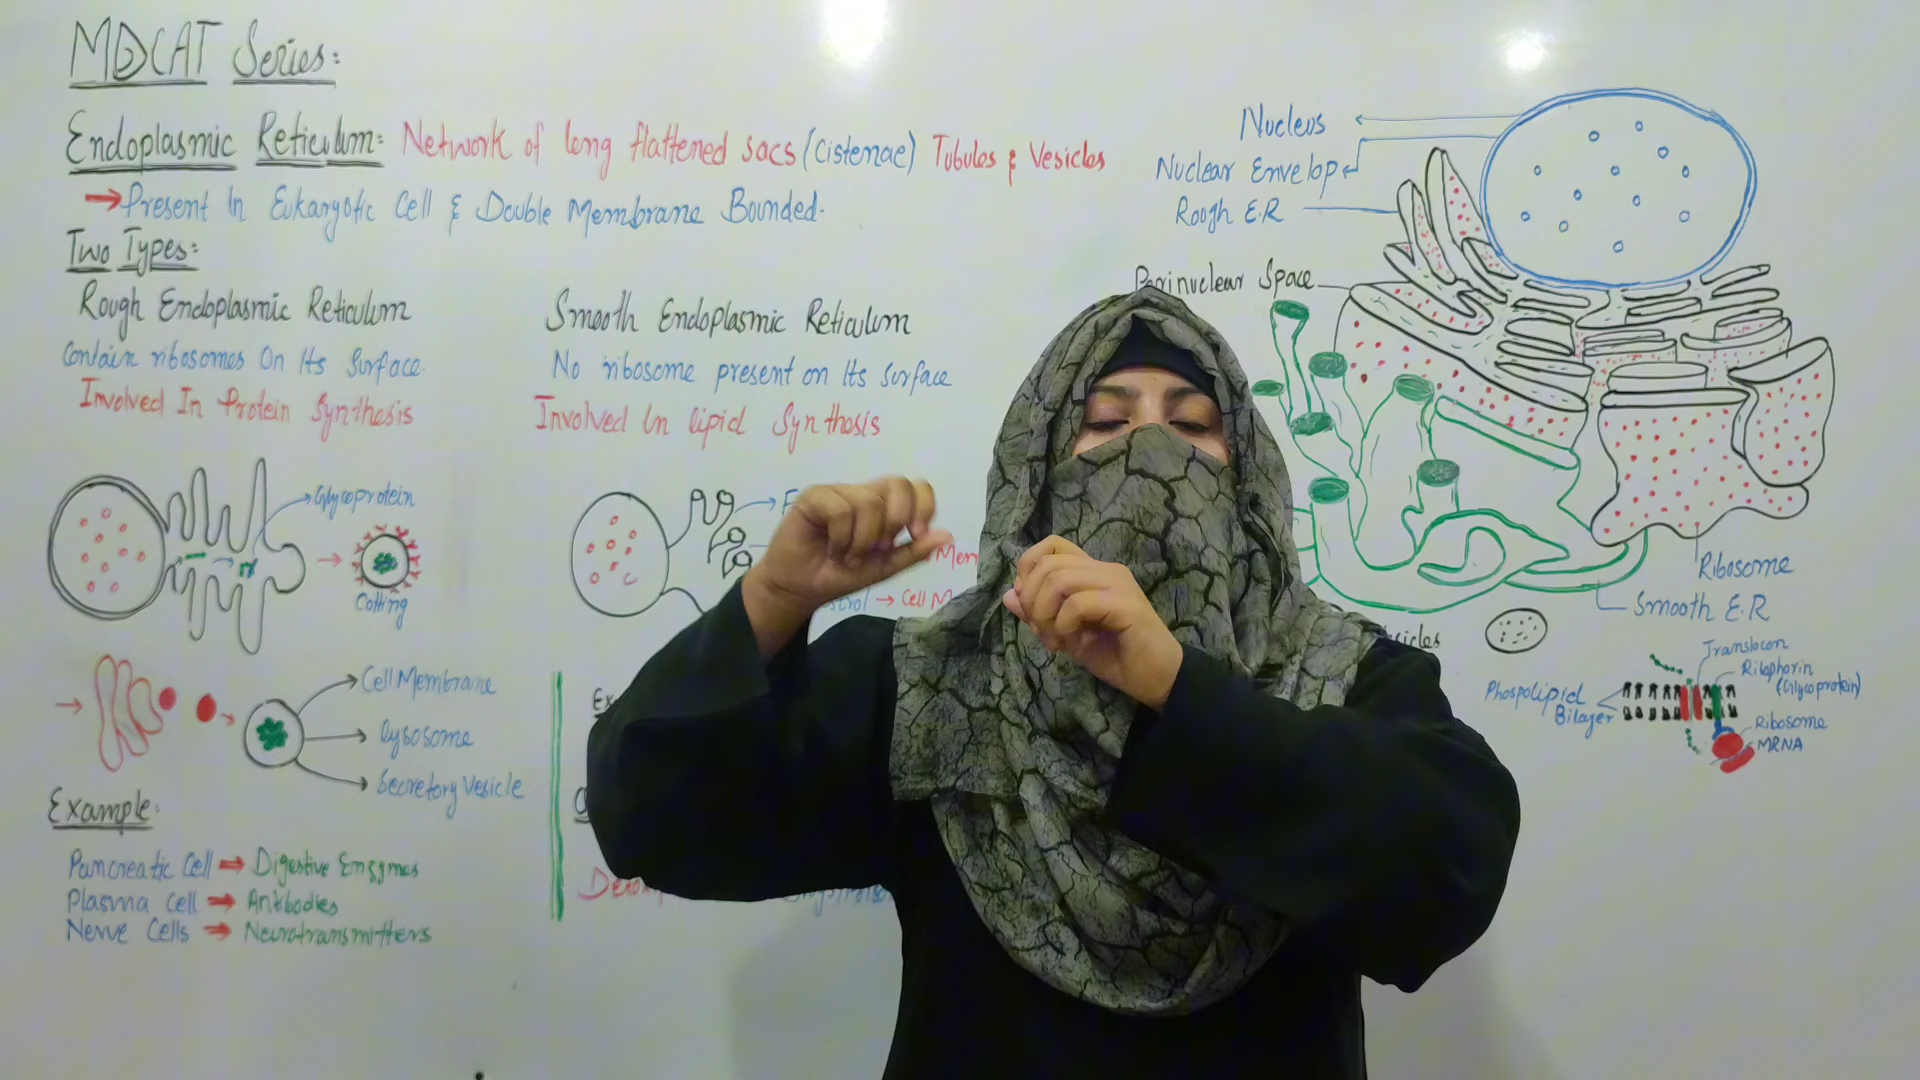 MDCAT Series:
Endoplasmic Reticulum: Network of long flattened sacs (Cistenae) Tubules & Vesicles
→ Present In Eukaryotic Cell & Double Membrane Bounded.
Two Types:
Rough Endoplasmic Reticulum
Contain ribosomes On Its Surface
Involved In Protein Synthesis
Glycoprotein
Cotting
Cell Membrane
lysosome
Secretory Vesicle
Example:
Pancreatic Cell → Digestive Enzymes
Plasma Cell → Antibodies
Nerve Cells → Neurotransmitters
Smooth Endoplasmic Reticulum
No ribosome present on Its Surface
Involved In lipid Synthesis
→ Cell M
Nucleus
Nuclear Envelop
Rough E.R
Perinuclear Space
Ribosome
Smooth E.R
Translocon
Ribophorin
(Glycoprotein)
Phospolipid
Bilayer
Ribosome
MRNA